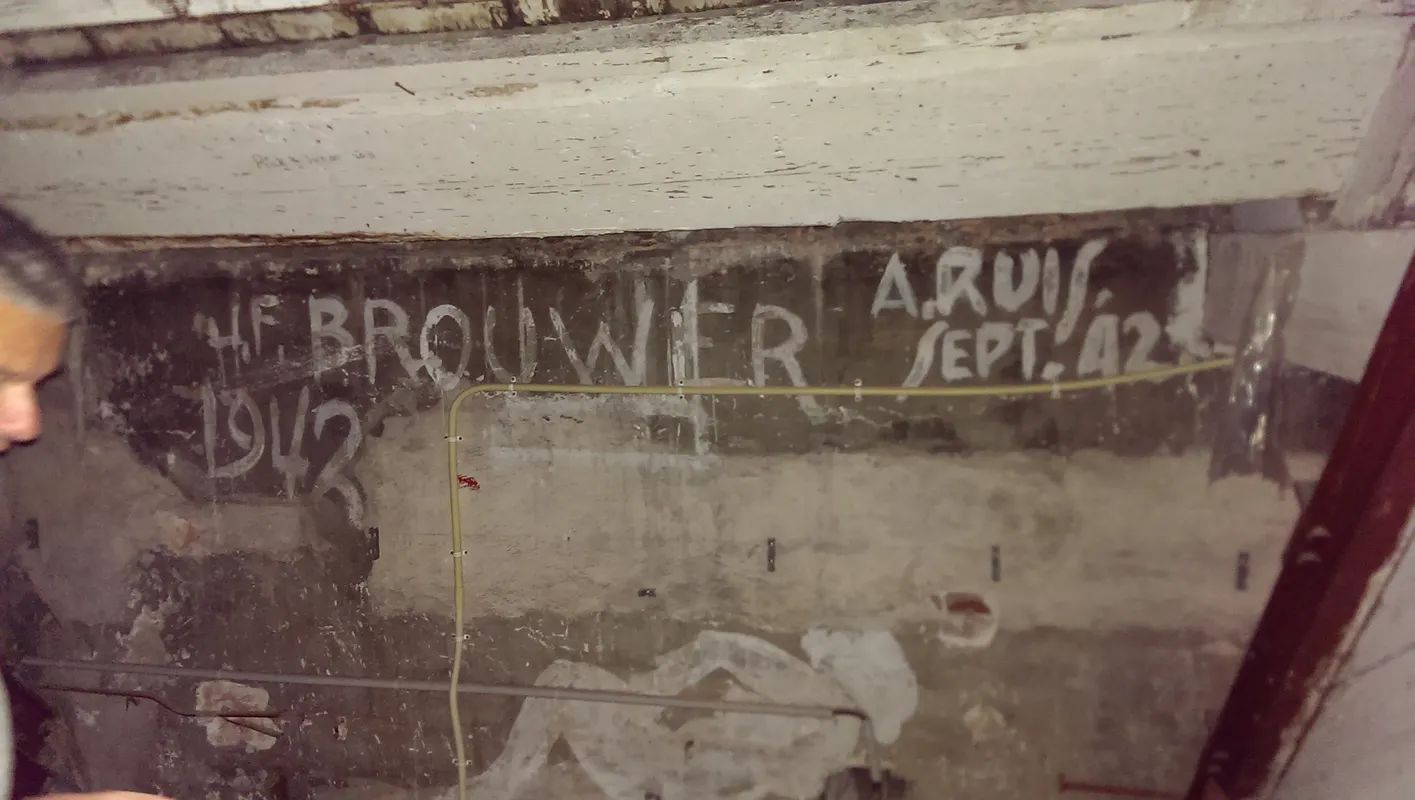 H.F. BROUWER
1942
A.RUIS.
SEPT. 42